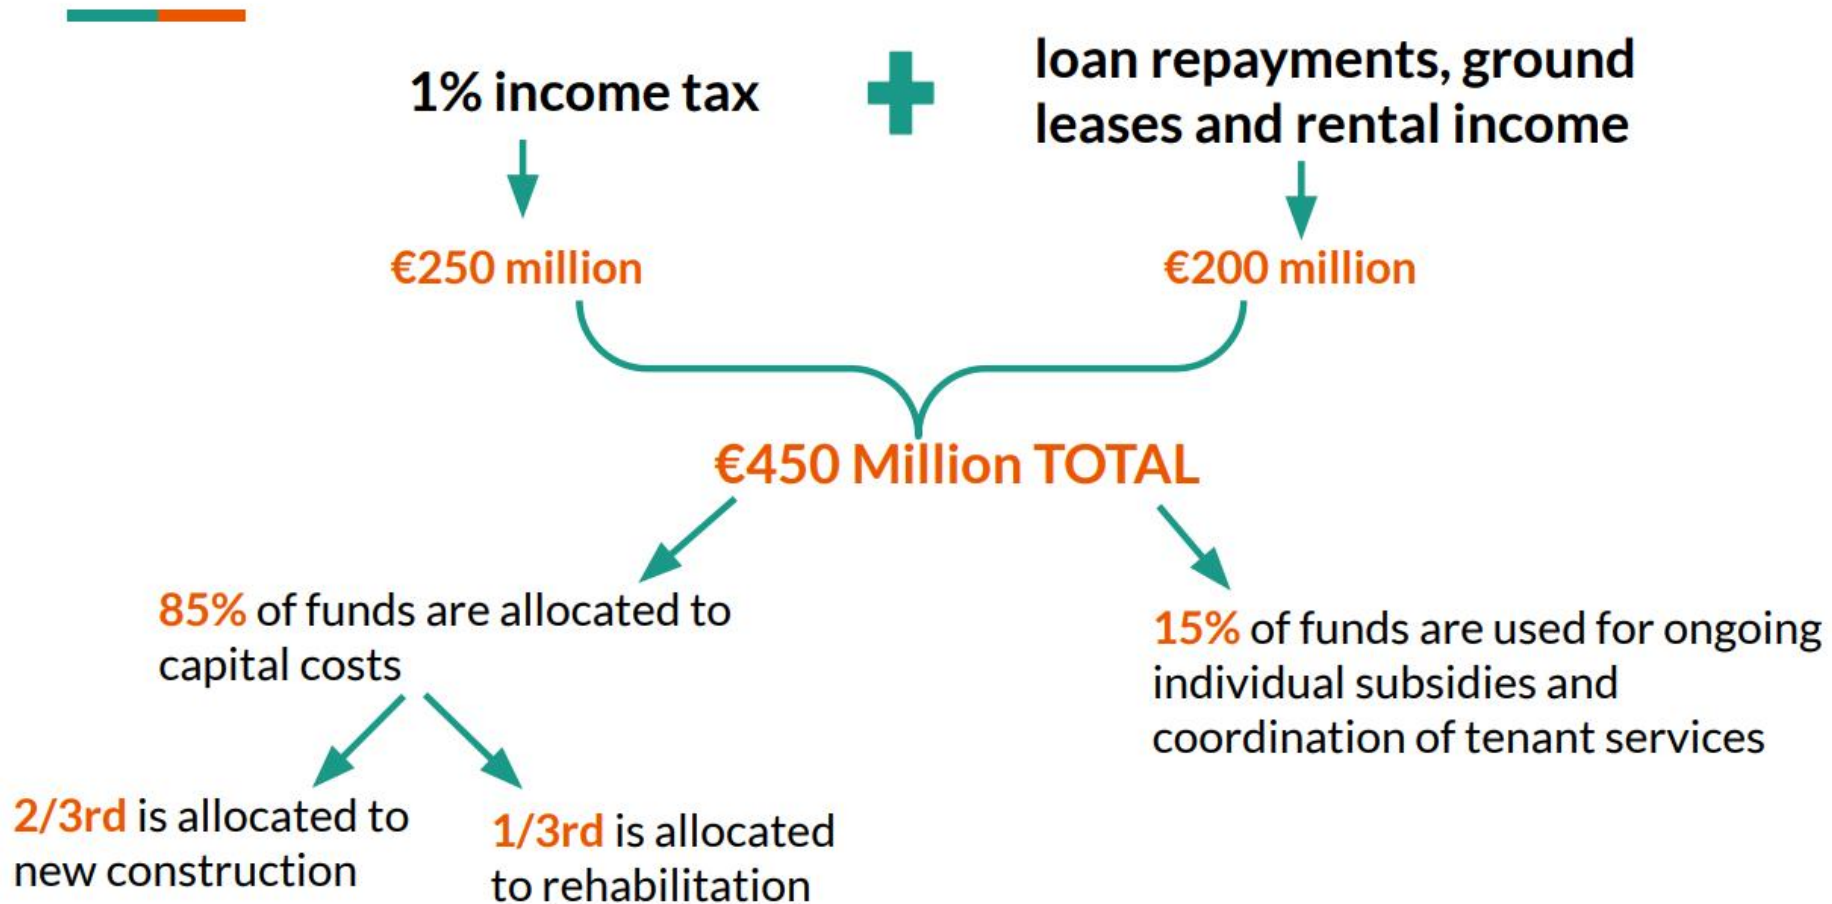 1% income tax
loan repayments, ground
leases and rental income
€250 million
€200 million
€450 Million TOTAL
85% of funds are allocated to
capital costs
15% of funds are used for ongoing
individual subsidies and
coordination of tenant services
2/3rd is allocated to
new construction
1/3rd is allocated
to rehabilitation